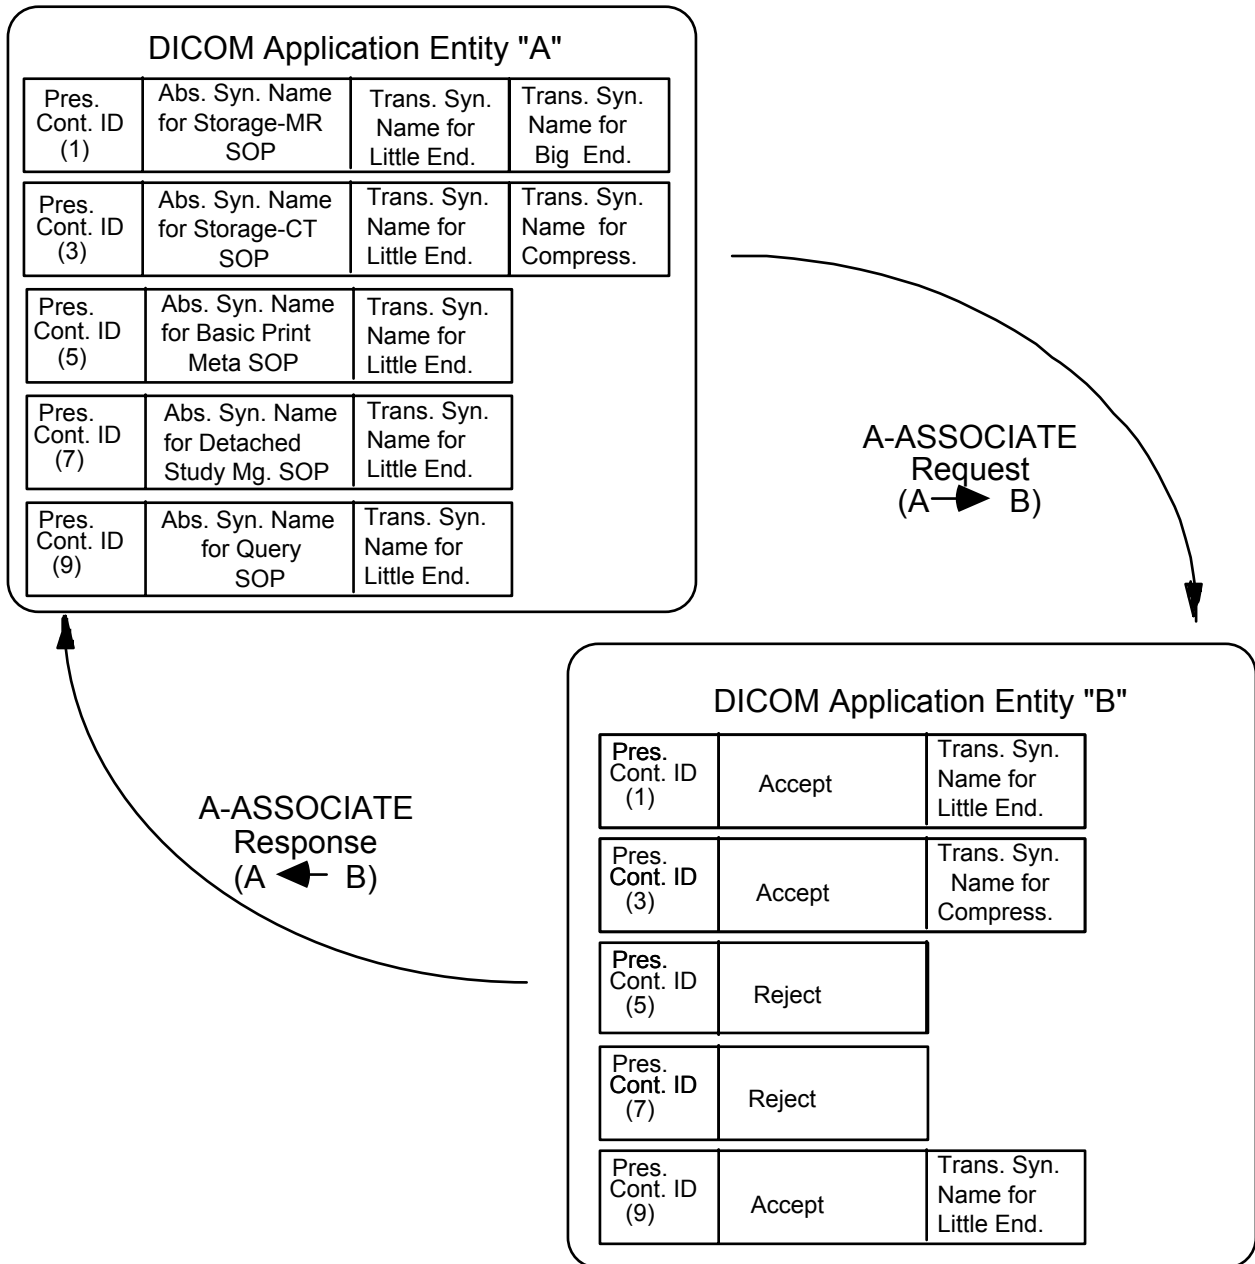 DICOM Application Entity "A"
Pres.
Cont. ID
(1)
Abs. Syn. Name
for Storage-MR
SOP
Trans. Syn.
Name for
Little End.
Trans. Syn.
Name for
Big End.
Pres.
Cont. ID
(3)
Abs. Syn. Name
for Storage-CT
SOP
Trans. Syn.
Name for
Little End.
Trans. Syn.
Name for
Compress.
Pres.
Cont. ID
(5)
Abs. Syn. Name
for Basic Print
Meta SOP
Trans. Syn.
Name for
Little End.
Pres.
Cont. ID
(7)
Abs. Syn. Name
for Detached
Study Mg. SOP
Trans. Syn.
Name for
Little End.
Pres.
Cont. ID
(9)
Abs. Syn. Name
for Query
SOP
Trans. Syn.
Name for
Little End.
A-ASSOCIATE
Request
(A B)
A-ASSOCIATE
Response
(A B)
DICOM Application Entity "B"
Pres.
Cont. ID
(1)
Accept
Trans. Syn.
Name for
Little End.
Pres.
Cont. ID
(3)
Accept
Trans. Syn.
Name for
Compress.
Pres.
Cont. ID
(5)
Reject
Pres.
Cont. ID
(7)
Reject
Pres.
Cont. ID
(9)
Accept
Trans. Syn.
Name for
Little End.